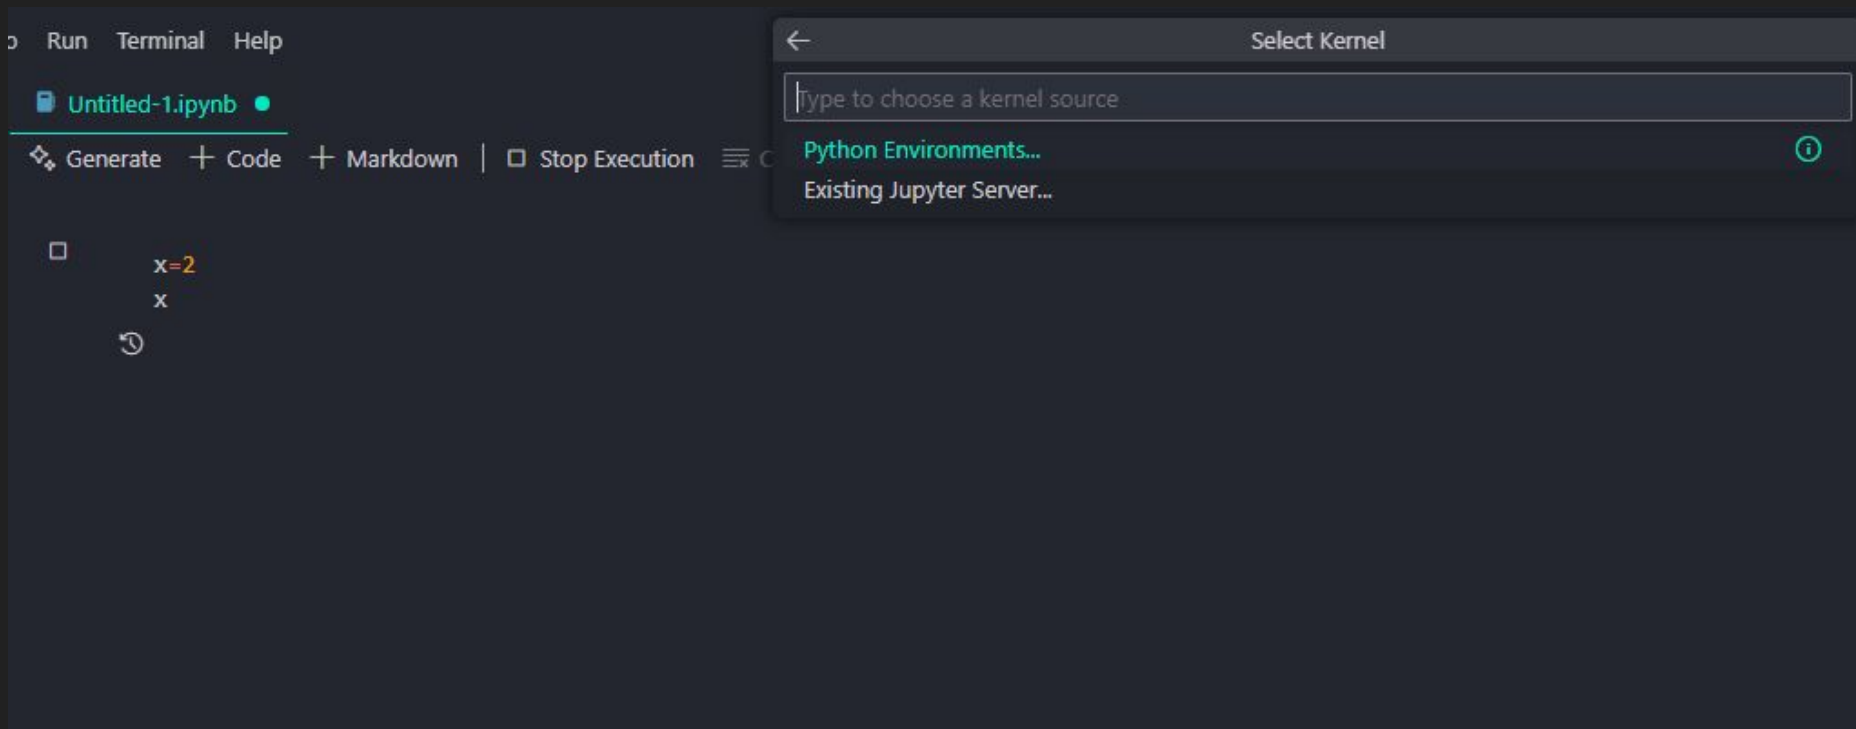 Run Terminal Help
Select Kernel
Untitled-1.ipynb
Type to choose a kernel source
Generate + Code + Markdown | Stop Execution
Python Environments...
Existing Jupyter Server...
x=2
x